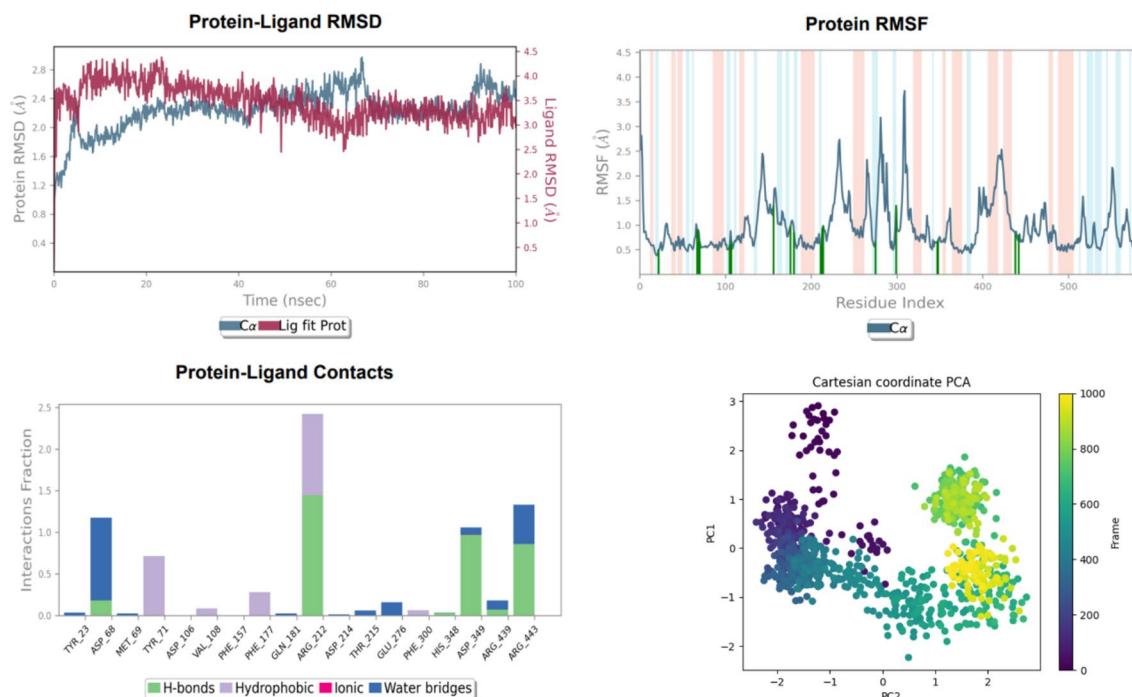 Protein-Ligand RMSD
2.8
2.4
2.0
1.6
1.2
0.8
0.4
Protein RMSD (Å)
4.5
4.0
3.5
3.0
2.5
2.0
1.5
1.0
0.5
Ligand RMSD (Å)
0 20 40 60 80 100
Time (nsec)
Cα Lig fit Prot
Protein RMSF
4.5
4.0
3.5
3.0
2.5
2.0
1.5
1.0
0.5
RMSF (Å)
0 100 200 300 400 500
Residue Index
Cα
Protein-Ligand Contacts
2.5
2.0
1.5
1.0
0.5
0.0
Interactions Fraction
TYR_23
ASP_68
MET_69
TYR_71
ASP_106
VAL_108
PHE_157
PHE_177
GLN_181
ARG_212
ASP_214
THR_215
GLU_276
PHE_300
HIS_348
ASP_349
ARG_439
ARG_443
H-bonds Hydrophobic Ionic Water bridges
Cartesian coordinate PCA
3
2
1
0
−1
−2
PC1
−2 −1 0 1 2
PC2
1000
800
600
400
200
0
Frame